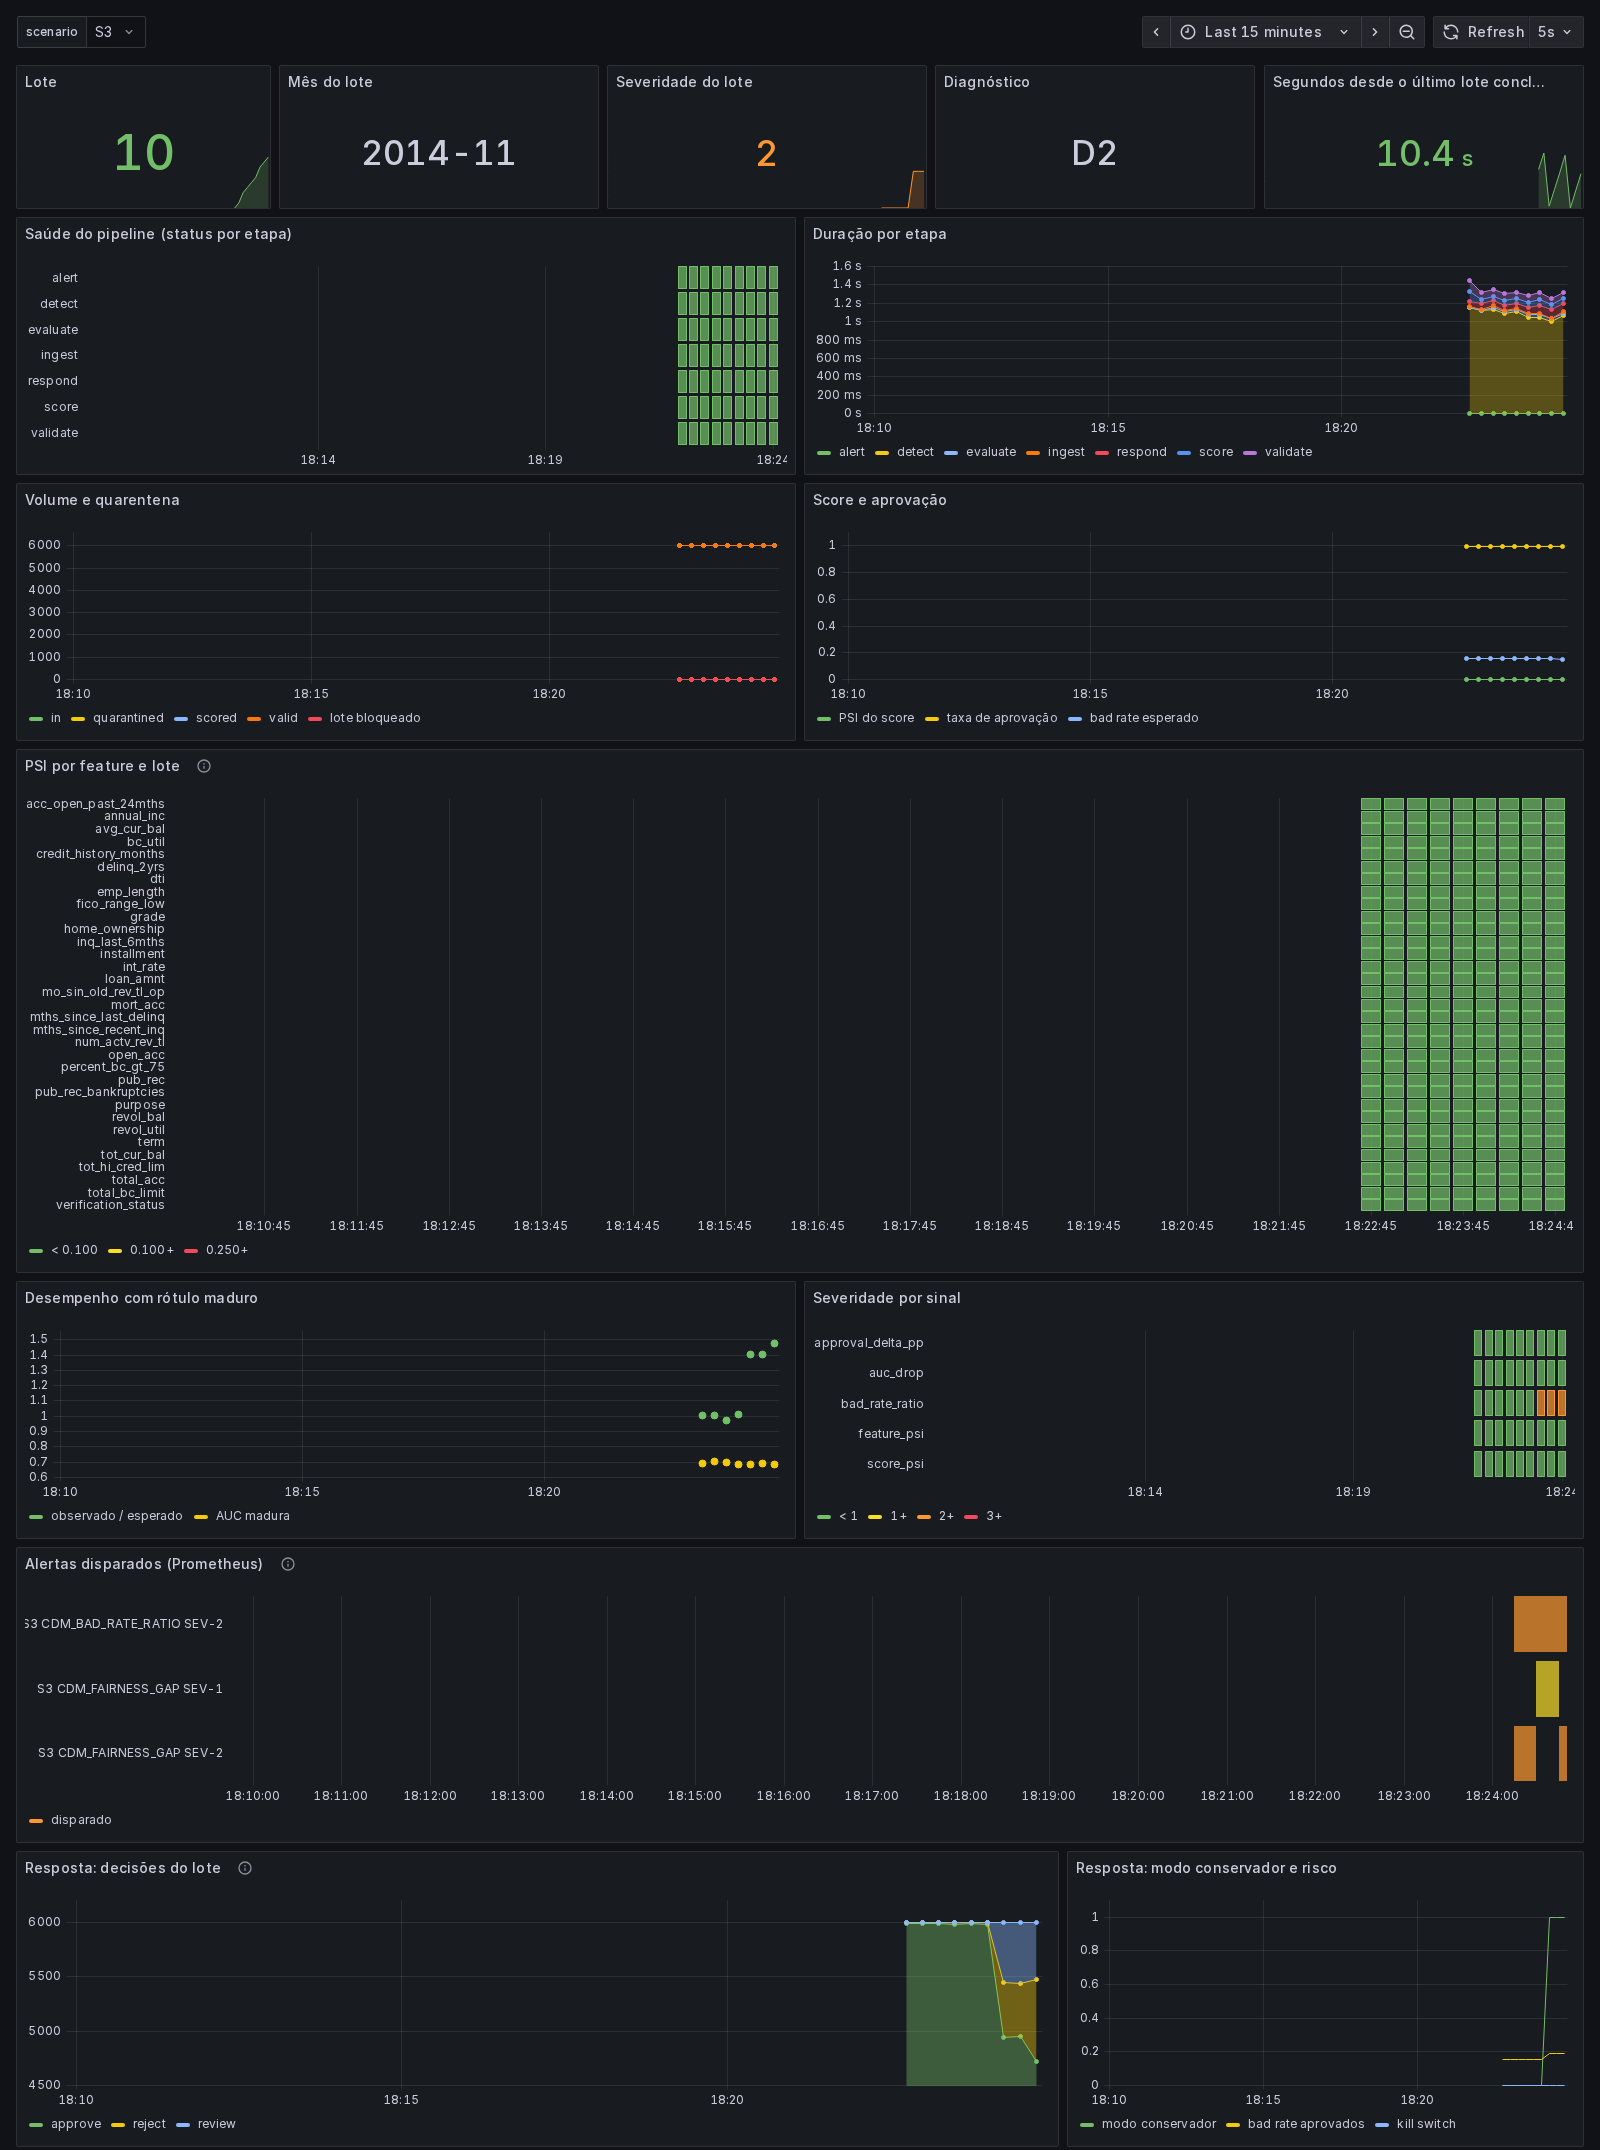 scenario S3 Last 15 minutes Refresh 5s
Lote
10
Mês do lote
2014-11
Severidade do lote
2
Diagnóstico
D2
Segundos desde o último lote concl...
10.4 s
Saúde do pipeline (status por etapa)
alert
detect
evaluate
ingest
respond
score
validate
18:14 18:19 18:24
Duração por etapa
1.6 s
1.4 s
1.2 s
1 s
800 ms
600 ms
400 ms
200 ms
0 s
18:10 18:15 18:20
alert detect evaluate ingest respond score validate
Volume e quarentena
6000
5000
4000
3000
2000
1000
0
18:10 18:15 18:20
in quarantined scored valid lote bloqueado
Score e aprovação
1
0.8
0.6
0.4
0.2
0
18:10 18:15 18:20
PSI do score taxa de aprovação bad rate esperado
PSI por feature e lote
acc_open_past_24mths
annual_inc
avg_cur_bal
bc_util
credit_history_months
delinq_2yrs
dti
emp_length
fico_range_low
grade
home_ownership
inq_last_6mths
installment
int_rate
loan_amnt
mo_sin_old_rev_tl_op
mort_acc
mths_since_last_delinq
mths_since_recent_inq
num_actv_rev_tl
open_acc
percent_bc_gt_75
pub_rec
pub_rec_bankruptcies
purpose
revol_bal
revol_util
term
tot_cur_bal
tot_hi_cred_lim
total_acc
total_bc_limit
verification_status
18:10:45 18:11:45 18:12:45 18:13:45 18:14:45 18:15:45 18:16:45 18:17:45 18:18:45 18:19:45 18:20:45 18:21:45 18:22:45 18:23:45 18:24:4
< 0.100 0.100+ 0.250+
Desempenho com rótulo maduro
1.5
1.4
1.3
1.2
1.1
1
0.9
0.8
0.7
0.6
18:10 18:15 18:20
observado / esperado AUC madura
Severidade por sinal
approval_delta_pp
auc_drop
bad_rate_ratio
feature_psi
score_psi
18:14 18:19 18:24
< 1 1+ 2+ 3+
Alertas disparados (Prometheus)
S3 CDM_BAD_RATE_RATIO SEV-2
S3 CDM_FAIRNESS_GAP SEV-1
S3 CDM_FAIRNESS_GAP SEV-2
18:10:00 18:11:00 18:12:00 18:13:00 18:14:00 18:15:00 18:16:00 18:17:00 18:18:00 18:19:00 18:20:00 18:21:00 18:22:00 18:23:00 18:24:00
disparado
Resposta: decisões do lote
6000
5500
5000
4500
18:10 18:15 18:20
approve reject review
Resposta: modo conservador e risco
1
0.8
0.6
0.4
0.2
0
18:10 18:15 18:20
modo conservador bad rate aprovados kill switch